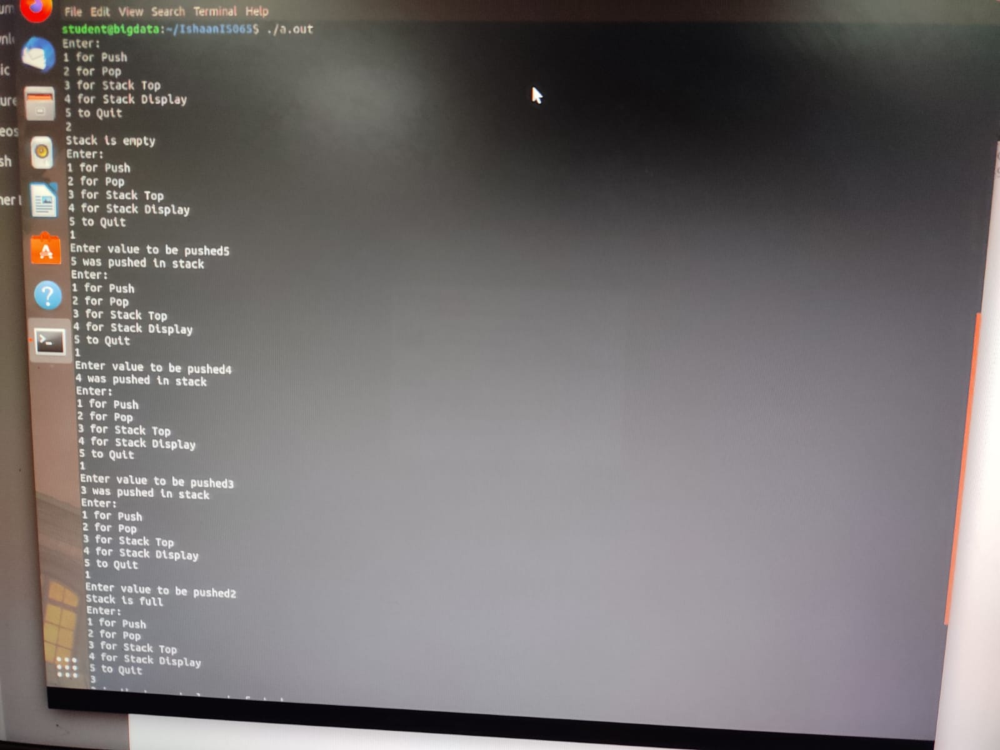 File Edit View Search Terminal Help
student@bigdata:~/IshaanIS065$ ./a.out
Enter:
1 for Push
2 for Pop
3 for Stack Top
4 for Stack Display
5 to Quit
2
Stack is empty
Enter:
1 for Push
2 for Pop
3 for Stack Top
4 for Stack Display
5 to Quit
1
Enter value to be pushed5
5 was pushed in stack
Enter:
1 for Push
2 for Pop
3 for Stack Top
4 for Stack Display
5 to Quit
1
Enter value to be pushed4
4 was pushed in stack
Enter:
1 for Push
2 for Pop
3 for Stack Top
4 for Stack Display
5 to Quit
1
Enter value to be pushed3
3 was pushed in stack
Enter:
1 for Push
2 for Pop
3 for Stack Top
4 for Stack Display
5 to Quit
1
Enter value to be pushed2
Stack is full
Enter:
1 for Push
2 for Pop
3 for Stack Top
4 for Stack Display
5 to Quit
3